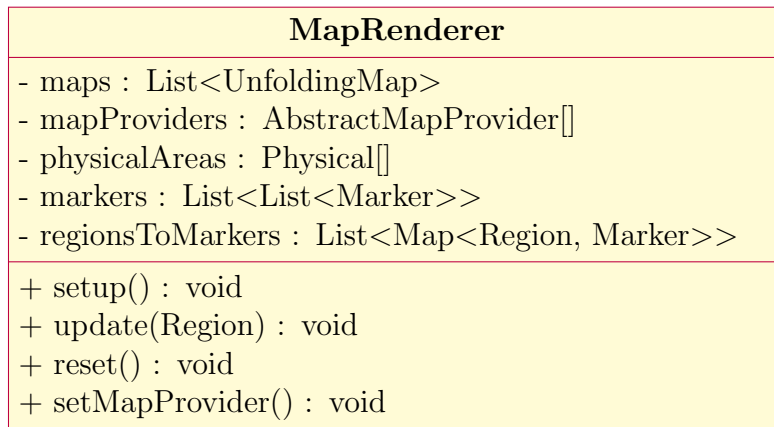 MapRenderer
- maps : List<UnfoldingMap>
- mapProviders : AbstractMapProvider[]
- physicalAreas : Physical[]
- markers : List<List<Marker>>
- regionsToMarkers : List<Map<Region, Marker>>
+ setup() : void
+ update(Region) : void
+ reset() : void
+ setMapProvider() : void